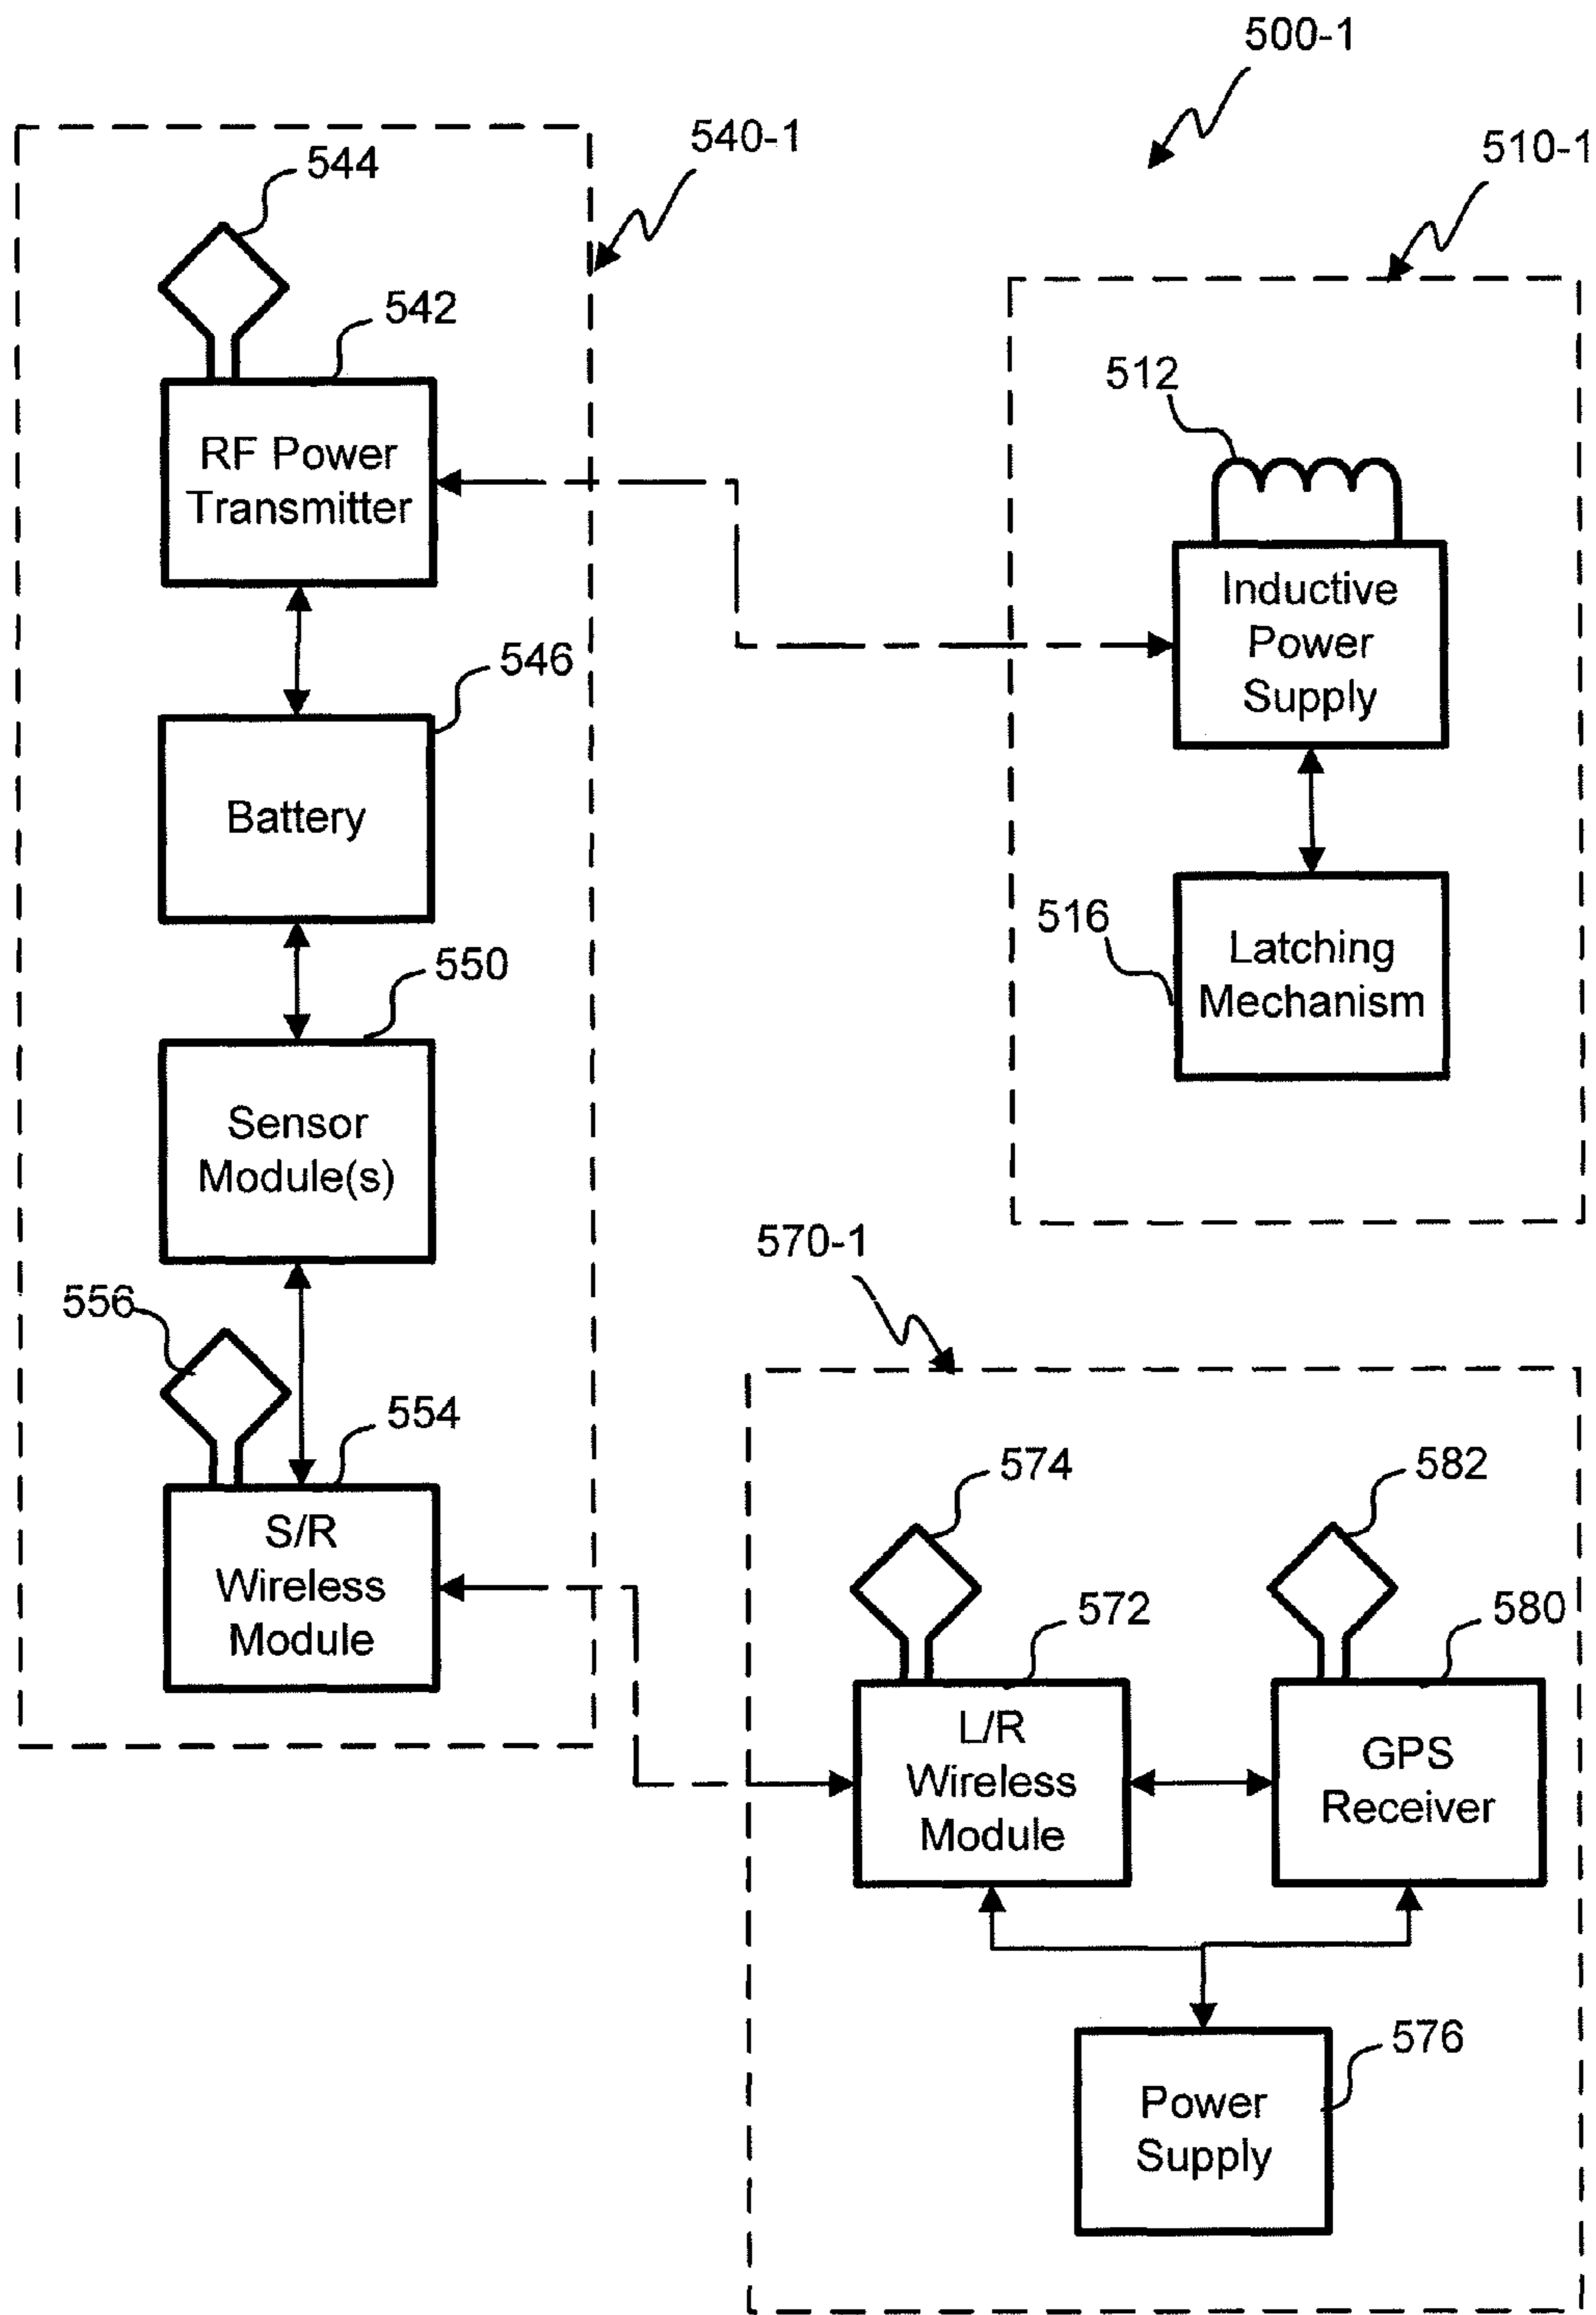 500-1
540-1
510-1
544
542
RF Power
Transmitter
512
Inductive
Power
Supply
546
Battery
516
Latching
Mechanism
550
Sensor
Module(s)
570-1
556
554
S/R
Wireless
Module
574
582
572
580
L/R
Wireless
Module
GPS
Receiver
576
Power
Supply